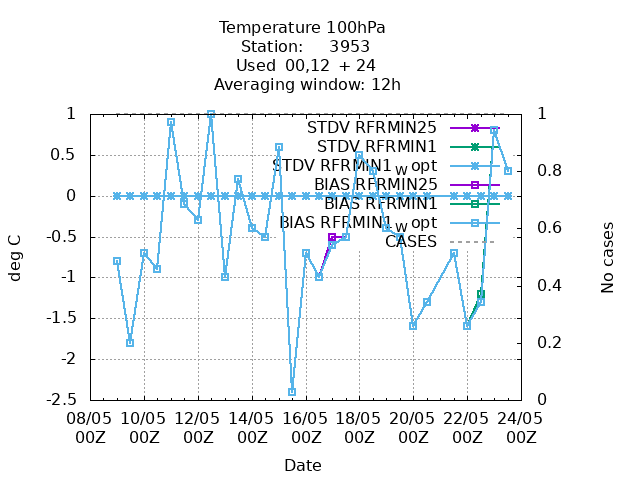 Temperature 100hPa
Station: 3953
Used 00,12 + 24
Averaging window: 12h
STDV RFRMIN25
STDV RFRMIN1
STDV RFRMIN1_w opt
BIAS RFRMIN25
BIAS RFRMIN1
BIAS RFRMIN1_w opt
CASES
1
0.5
0
-0.5
-1
-1.5
-2
-2.5
deg C
1
0.8
0.6
0.4
0.2
0
No cases
08/05 10/05 12/05 14/05 16/05 18/05 20/05 22/05 24/05
00Z 00Z 00Z 00Z 00Z 00Z 00Z 00Z 00Z
Date